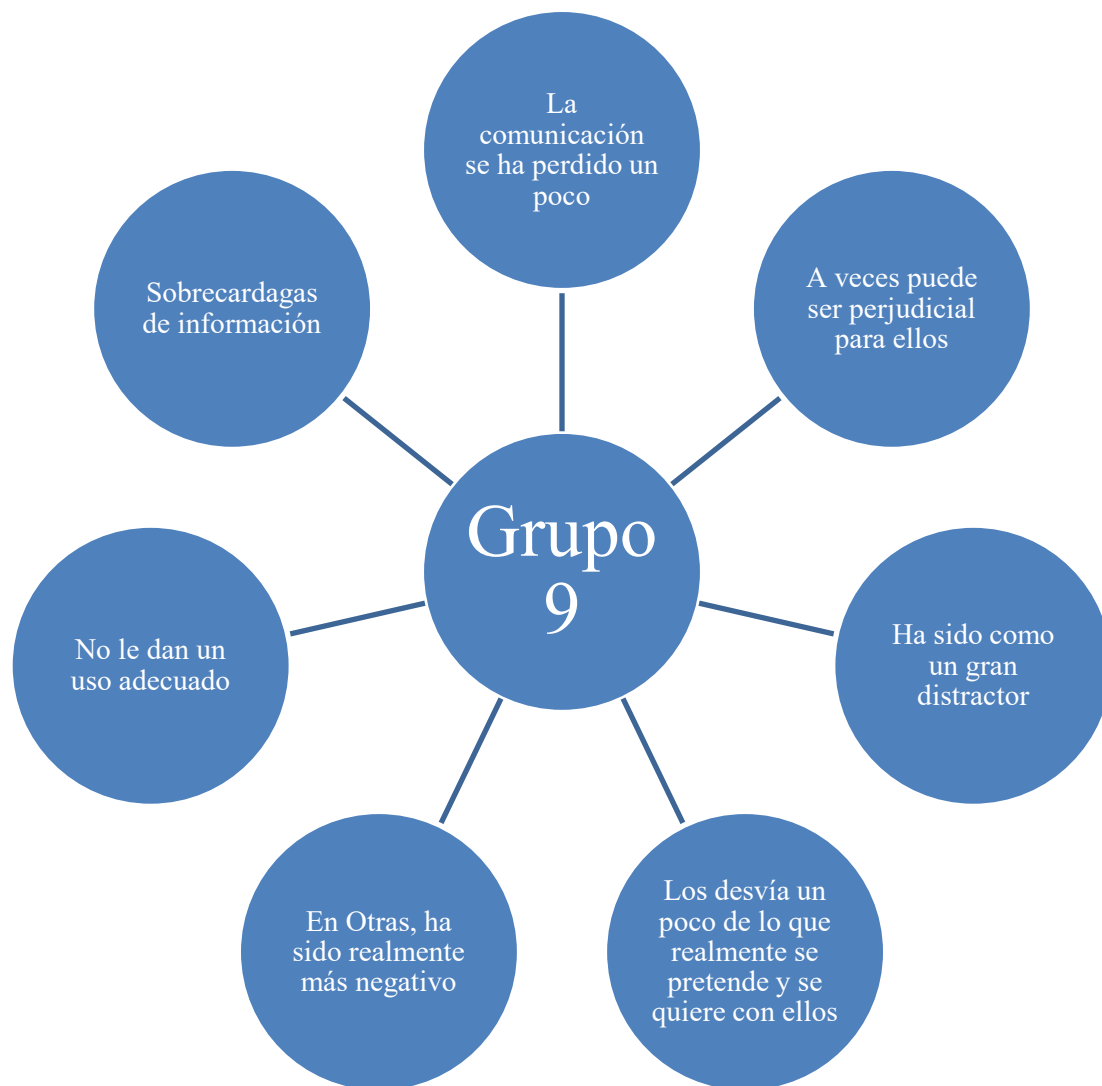 La
comunicación
se ha perdido un
poco
A veces puede
ser perjudicial
para ellos
Ha sido como
un gran
distractor
Los desvía un
poco de lo que
realmente se
pretende y se
quiere con ellos
En Otras, ha
sido realmente
más negativo
No le dan un
uso adecuado
Sobrecardagas
de información
Grupo
9